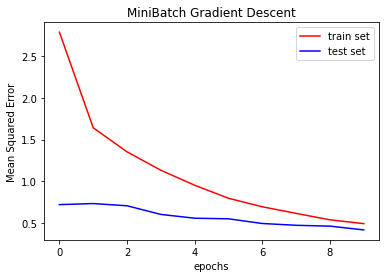 MiniBatch Gradient Descent
train set
test set
Mean Squared Error
2.5
2.0
1.5
1.0
0.5
0 2 4 6 8
epochs